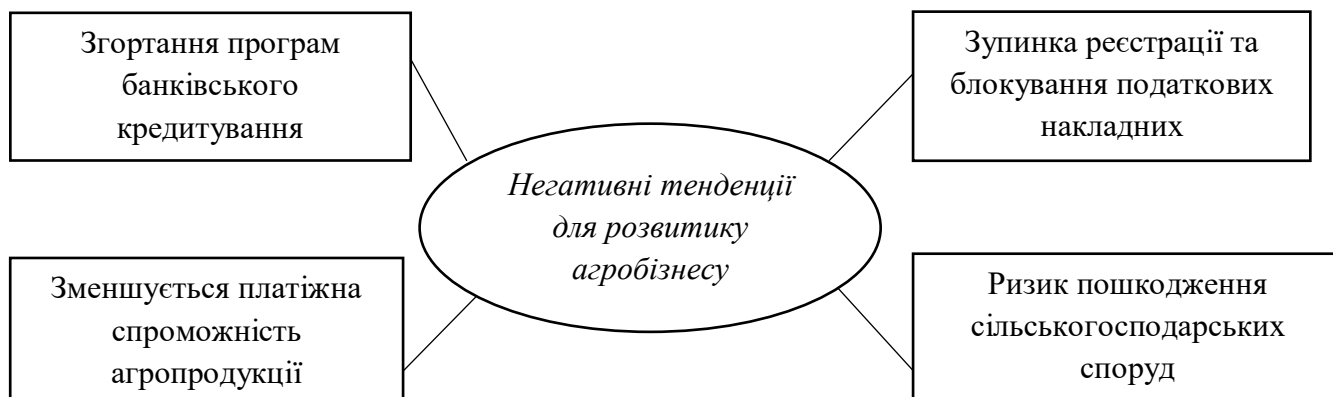 Згортання програм
банківського
кредитування
Зупинка реєстрації та
блокування податкових
накладних
Негативні тенденції
для розвитку
агробізнесу
Зменшується платіжна
спроможність
агропродукції
Ризик пошкодження
сільськогосподарських
споруд